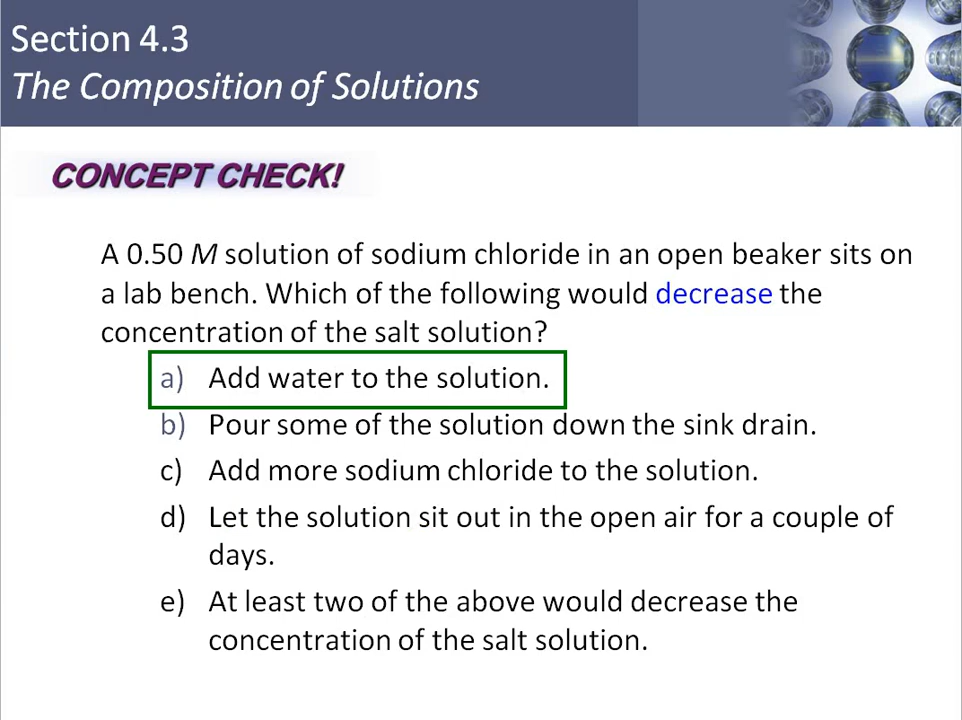 Section 4.3
The Composition of Solutions
CONCEPT CHECK!
A 0.50 M solution of sodium chloride in an open beaker sits on
a lab bench. Which of the following would decrease the
concentration of the salt solution?
a) Add water to the solution.
b) Pour some of the solution down the sink drain.
c) Add more sodium chloride to the solution.
d) Let the solution sit out in the open air for a couple of
days.
e) At least two of the above would decrease the
concentration of the salt solution.